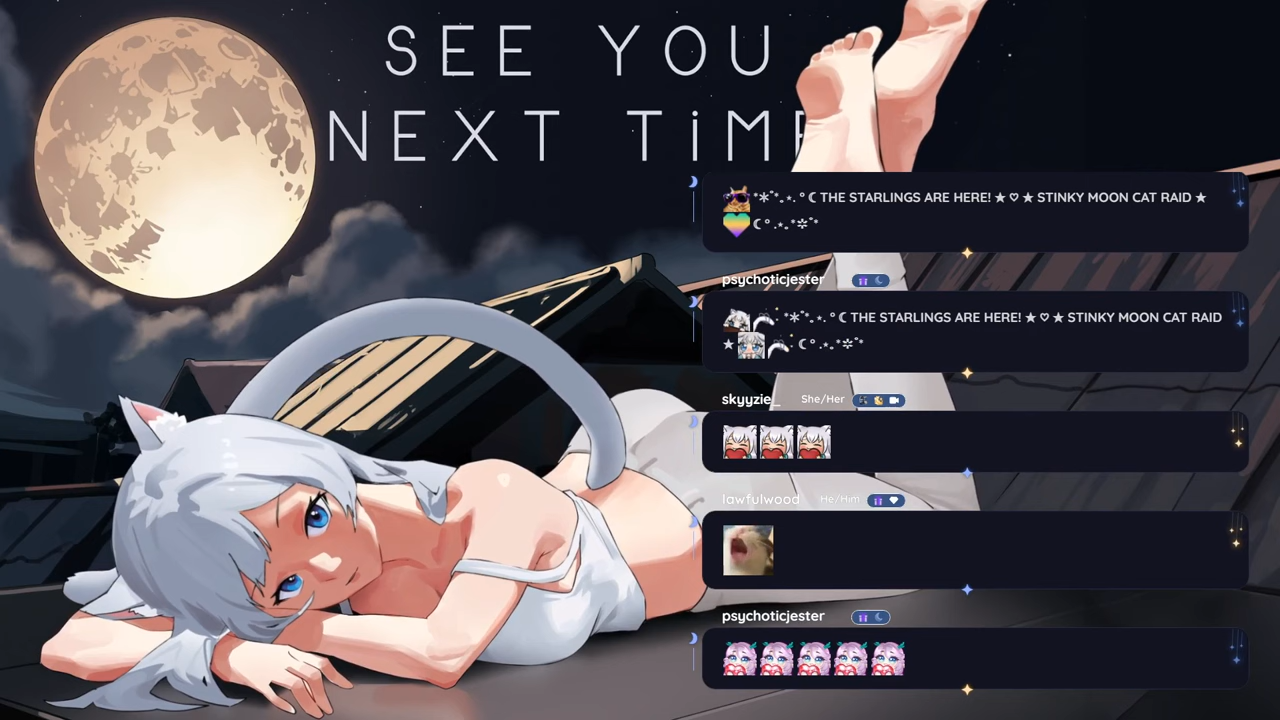 SEE YOU
NEXT TiM
THE STARLINGS ARE HERE! ★ ♡ ★ STINKY MOON CAT RAID ★
psychoticjester
THE STARLINGS ARE HERE! ★ ♡ ★ STINKY MOON CAT RAID
★
skyyzie_ She/Her
lawfulwood He/Him
psychoticjester